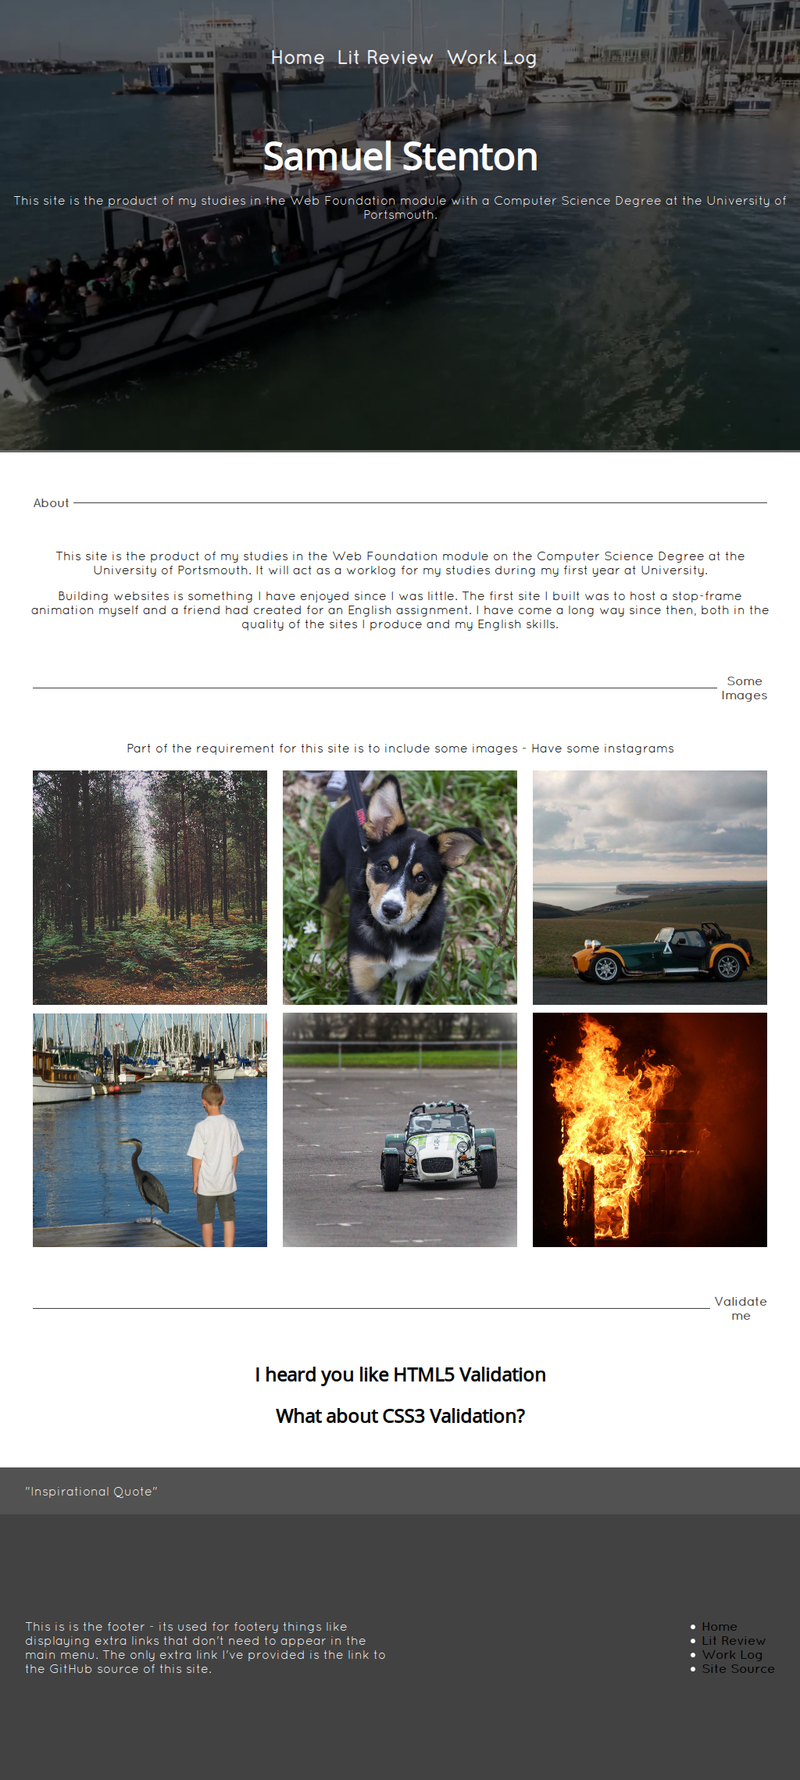 Home Lit Review Work Log
Samuel Stenton
This site is the product of my studies in the Web Foundation module with a Computer Science Degree at the University of
Portsmouth.
About
This site is the product of my studies in the Web Foundation module on the Computer Science Degree at the
University of Portsmouth. It will act as a worklog for my studies during my first year at University.
Building websites is something I have enjoyed since I was little. The first site I built was to host a stop-frame
animation myself and a friend had created for an English assignment. I have come a long way since then, both in the
quality of the sites I produce and my English skills.
Some
Images
Part of the requirement for this site is to include some images - Have some instagrams
Validate
me
I heard you like HTML5 Validation
What about CSS3 Validation?
"Inspirational Quote"
This is is the footer - its used for footery things like
displaying extra links that don't need to appear in the
main menu. The only extra link I've provided is the link to
the GitHub source of this site.
Home
Lit Review
Work Log
Site Source